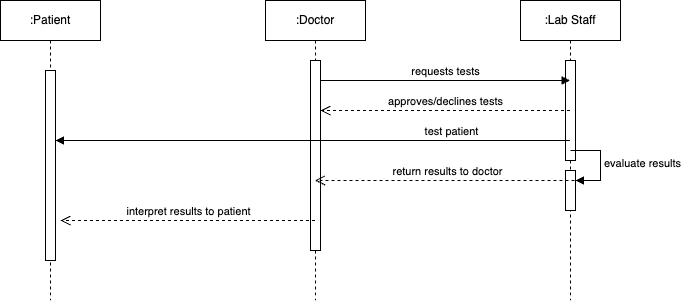 :Patient
:Doctor
:Lab Staff
requests tests
approves/declines tests
test patient
evaluate results
return results to doctor
interpret results to patient